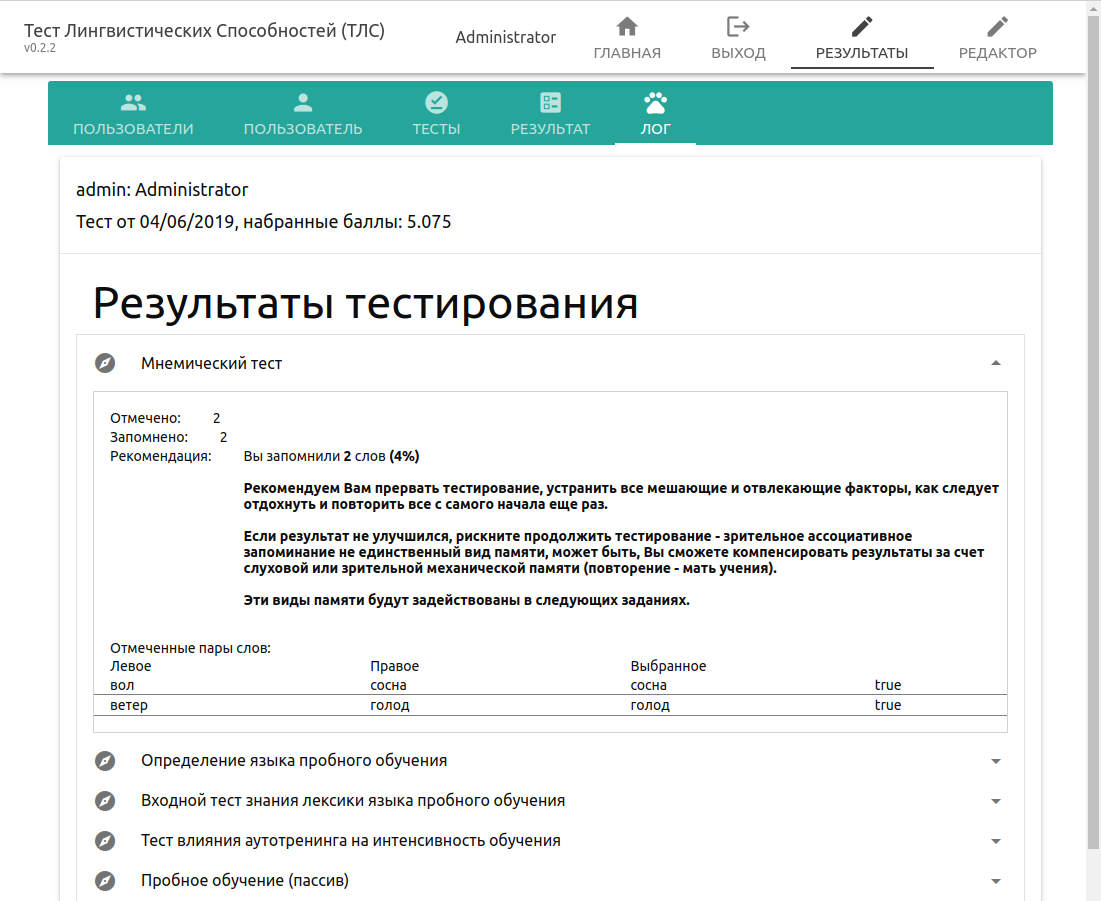 Тест Лингвистических Способностей (ТЛС)
v0.2.2
Administrator
ГЛАВНАЯ
ВЫХОД
РЕЗУЛЬТАТЫ
РЕДАКТОР
ПОЛЬЗОВАТЕЛИ
ПОЛЬЗОВАТЕЛЬ
ТЕСТЫ
РЕЗУЛЬТАТ
ЛОГ
admin: Administrator
Тест от 04/06/2019, набранные баллы: 5.075
Результаты тестирования
Мнемический тест
Отмечено: 2
Запомнено: 2
Рекомендация: Вы запомнили 2 слов (4%)
Рекомендуем Вам прервать тестирование, устранить все мешающие и отвлекающие факторы, как следует
отдохнуть и повторить все с самого начала еще раз.
Если результат не улучшился, рискните продолжить тестирование - зрительное ассоциативное
запоминание не единственный вид памяти, может быть, Вы сможете компенсировать результаты за счет
слуховой или зрительной механической памяти (повторение - мать учения).
Эти виды памяти будут задействованы в следующих заданиях.
Отмеченные пары слов:
Левое Правое Выбранное
вол сосна сосна true
ветер голод голод true
Определение языка пробного обучения
Входной тест знания лексики языка пробного обучения
Тест влияния аутотренинга на интенсивность обучения
Пробное обучение (пассив)